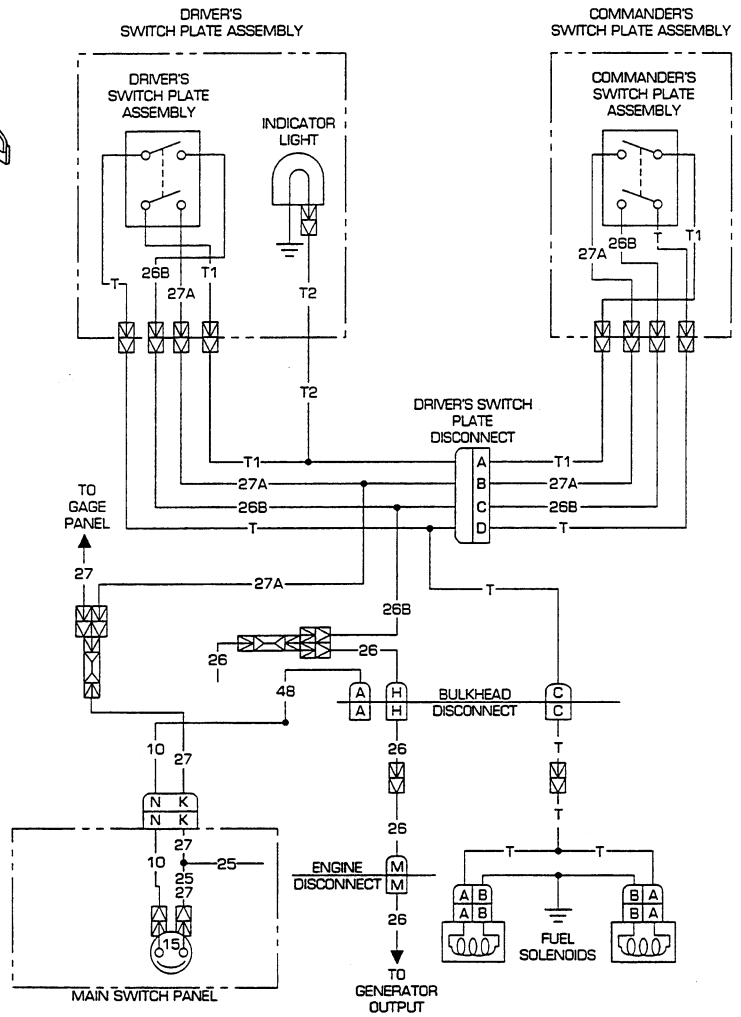 DRIVER'S
SWITCH PLATE ASSEMBLY
COMMANDER'S
SWITCH PLATE ASSEMBLY
DRIVER'S
SWITCH PLATE
ASSEMBLY
INDICATOR
LIGHT
COMMANDER'S
SWITCH PLATE
ASSEMBLY
T
26B
27A
T1
T2
27A
26B
T
T1
T2
DRIVER'S SWITCH
PLATE
DISCONNECT
T1
A
T1
27A
B
27A
26B
C
26B
T
D
T
TO
GAGE
PANEL
27
27A
T
26B
26
26
48
A
A
H
H
BULKHEAD
DISCONNECT
C
C
10
27
26
T
N K
N K
T
26
27
10
25
25
27
15
MAIN SWITCH PANEL
ENGINE
DISCONNECT
M
M
26
TO
GENERATOR
OUTPUT
T
T
A B
A B
B A
B A
FUEL
SOLENOIDS